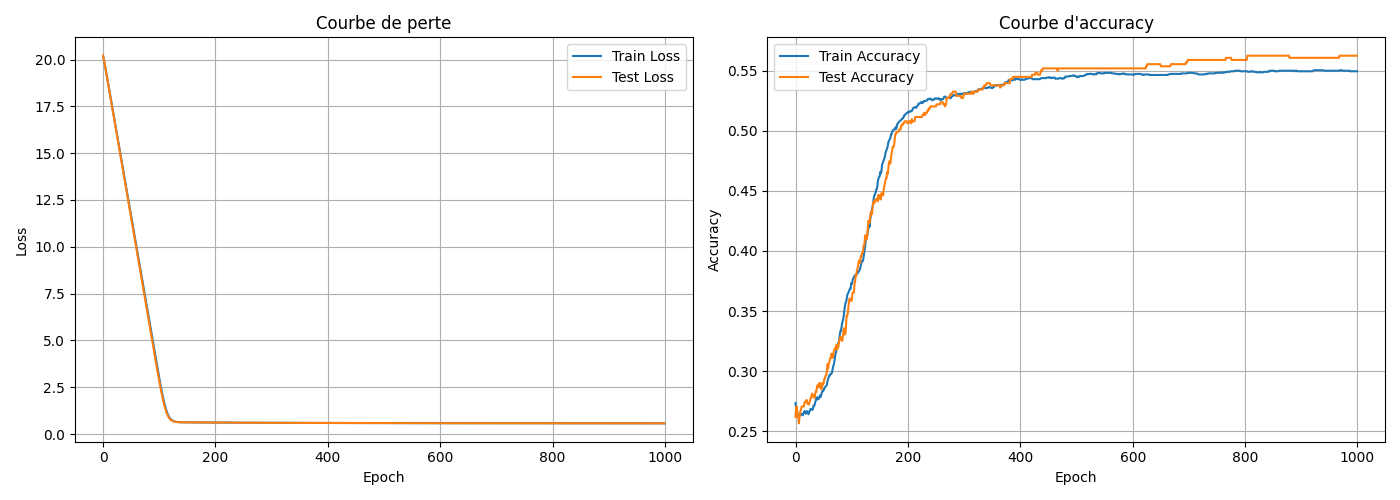 Courbe de perte
20.0
17.5
15.0
12.5
10.0
7.5
5.0
2.5
0.0
Loss
0 200 400 600 800 1000
Epoch
Train Loss
Test Loss
Courbe d'accuracy
0.55
0.50
0.45
0.40
0.35
0.30
0.25
Accuracy
0 200 400 600 800 1000
Epoch
Train Accuracy
Test Accuracy